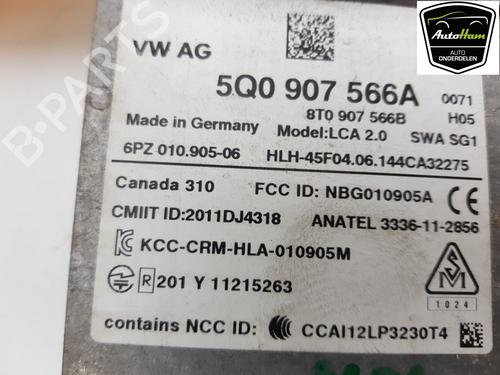 AutoHam
AUTO
ONDERDELEN
VW AG
5Q0 907 566A 0071
8T0 907 566B H05
Made in Germany Model:LCA 2.0 SWA SG1
6PZ 010.905-06 HLH-45F04.06.144CA32275
Canada 310 FCC ID: NBG010905A CE
CMIIT ID:2011DJ4318 ANATEL 3336-11-2856
KCC-CRM-HLA-010905M
R 201 Y 11215263
S M
1024
contains NCC ID: CCAI12LP3230T4